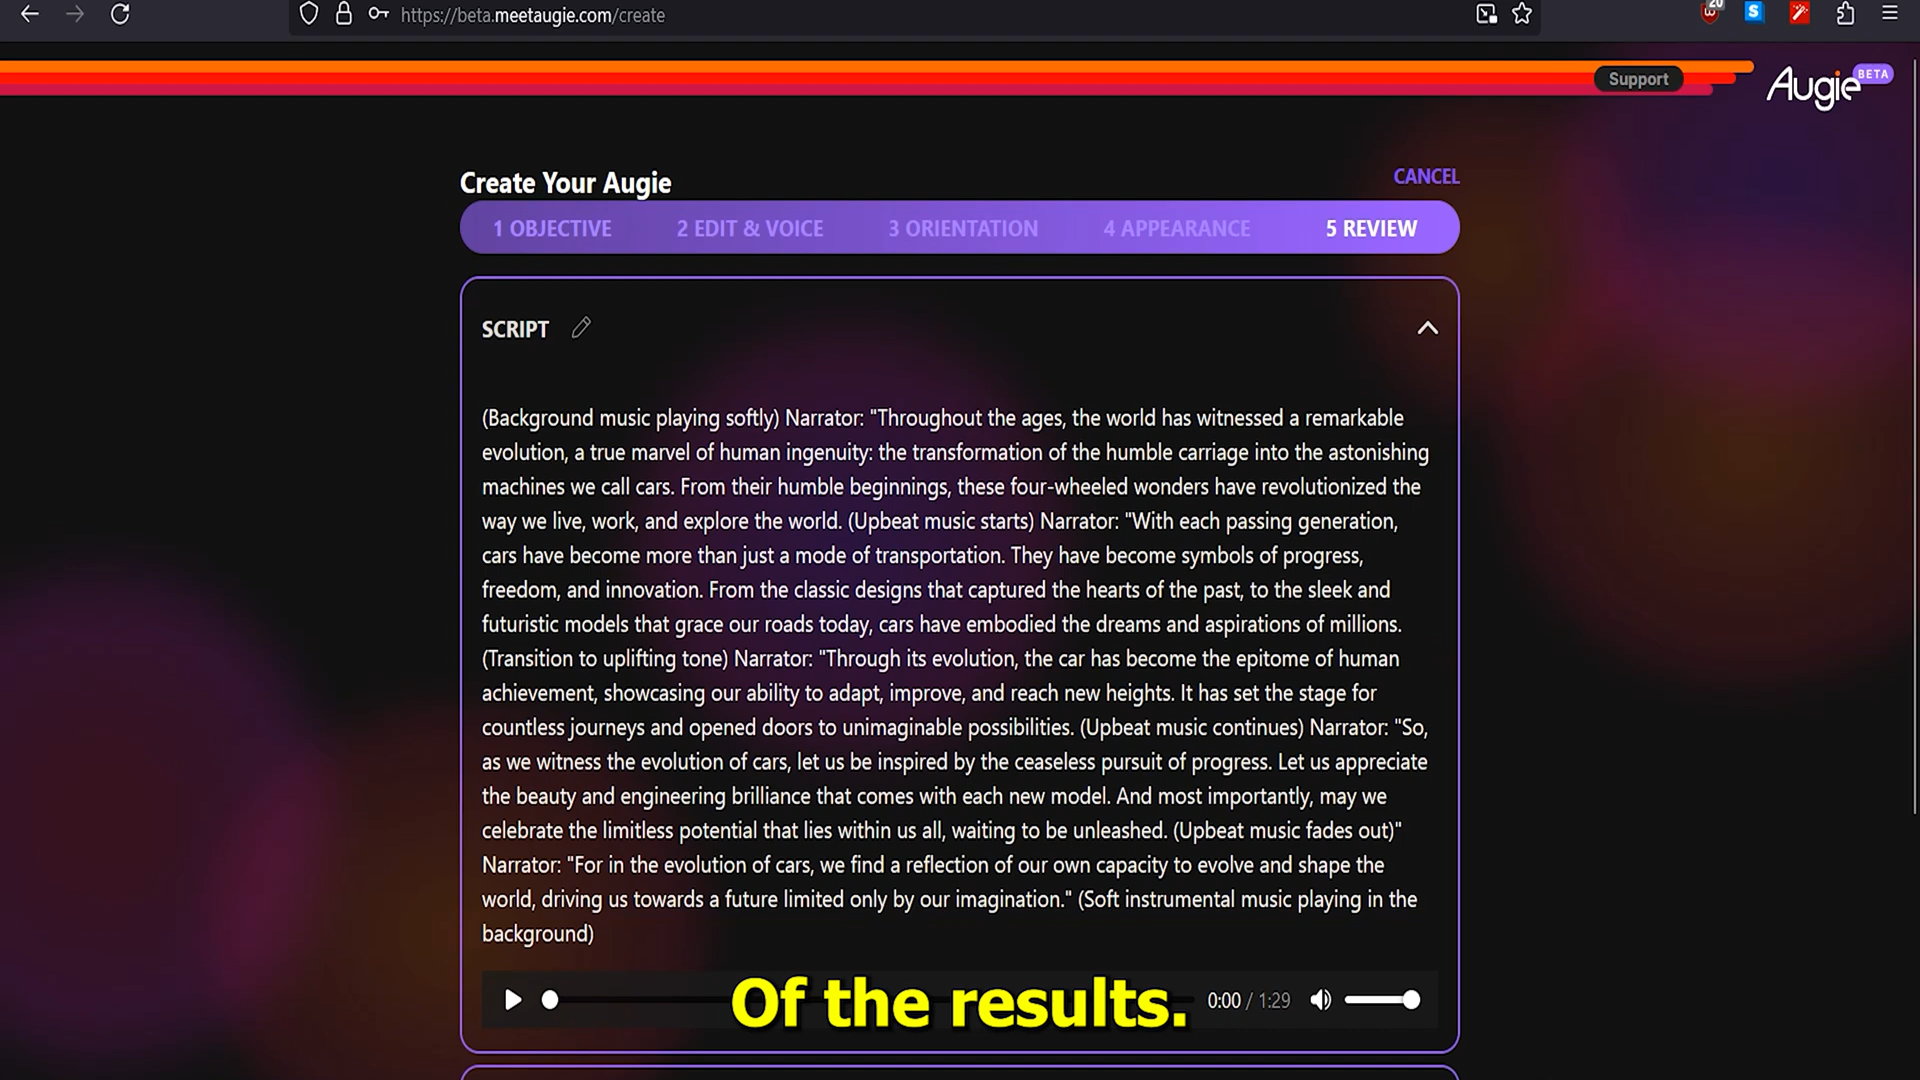 https://beta.meetaugie.com/create
20
S
Support
Augie BETA
Create Your Augie
CANCEL
1 OBJECTIVE 2 EDIT & VOICE 3 ORIENTATION 4 APPEARANCE 5 REVIEW
SCRIPT
(Background music playing softly) Narrator: "Throughout the ages, the world has witnessed a remarkable
evolution, a true marvel of human ingenuity: the transformation of the humble carriage into the astonishing
machines we call cars. From their humble beginnings, these four-wheeled wonders have revolutionized the
way we live, work, and explore the world. (Upbeat music starts) Narrator: "With each passing generation,
cars have become more than just a mode of transportation. They have become symbols of progress,
freedom, and innovation. From the classic designs that captured the hearts of the past, to the sleek and
futuristic models that grace our roads today, cars have embodied the dreams and aspirations of millions.
(Transition to uplifting tone) Narrator: "Through its evolution, the car has become the epitome of human
achievement, showcasing our ability to adapt, improve, and reach new heights. It has set the stage for
countless journeys and opened doors to unimaginable possibilities. (Upbeat music continues) Narrator: "So,
as we witness the evolution of cars, let us be inspired by the ceaseless pursuit of progress. Let us appreciate
the beauty and engineering brilliance that comes with each new model. And most importantly, may we
celebrate the limitless potential that lies within us all, waiting to be unleashed. (Upbeat music fades out)"
Narrator: "For in the evolution of cars, we find a reflection of our own capacity to evolve and shape the
world, driving us towards a future limited only by our imagination." (Soft instrumental music playing in the
background)
Of the results.
0:00 / 1:29